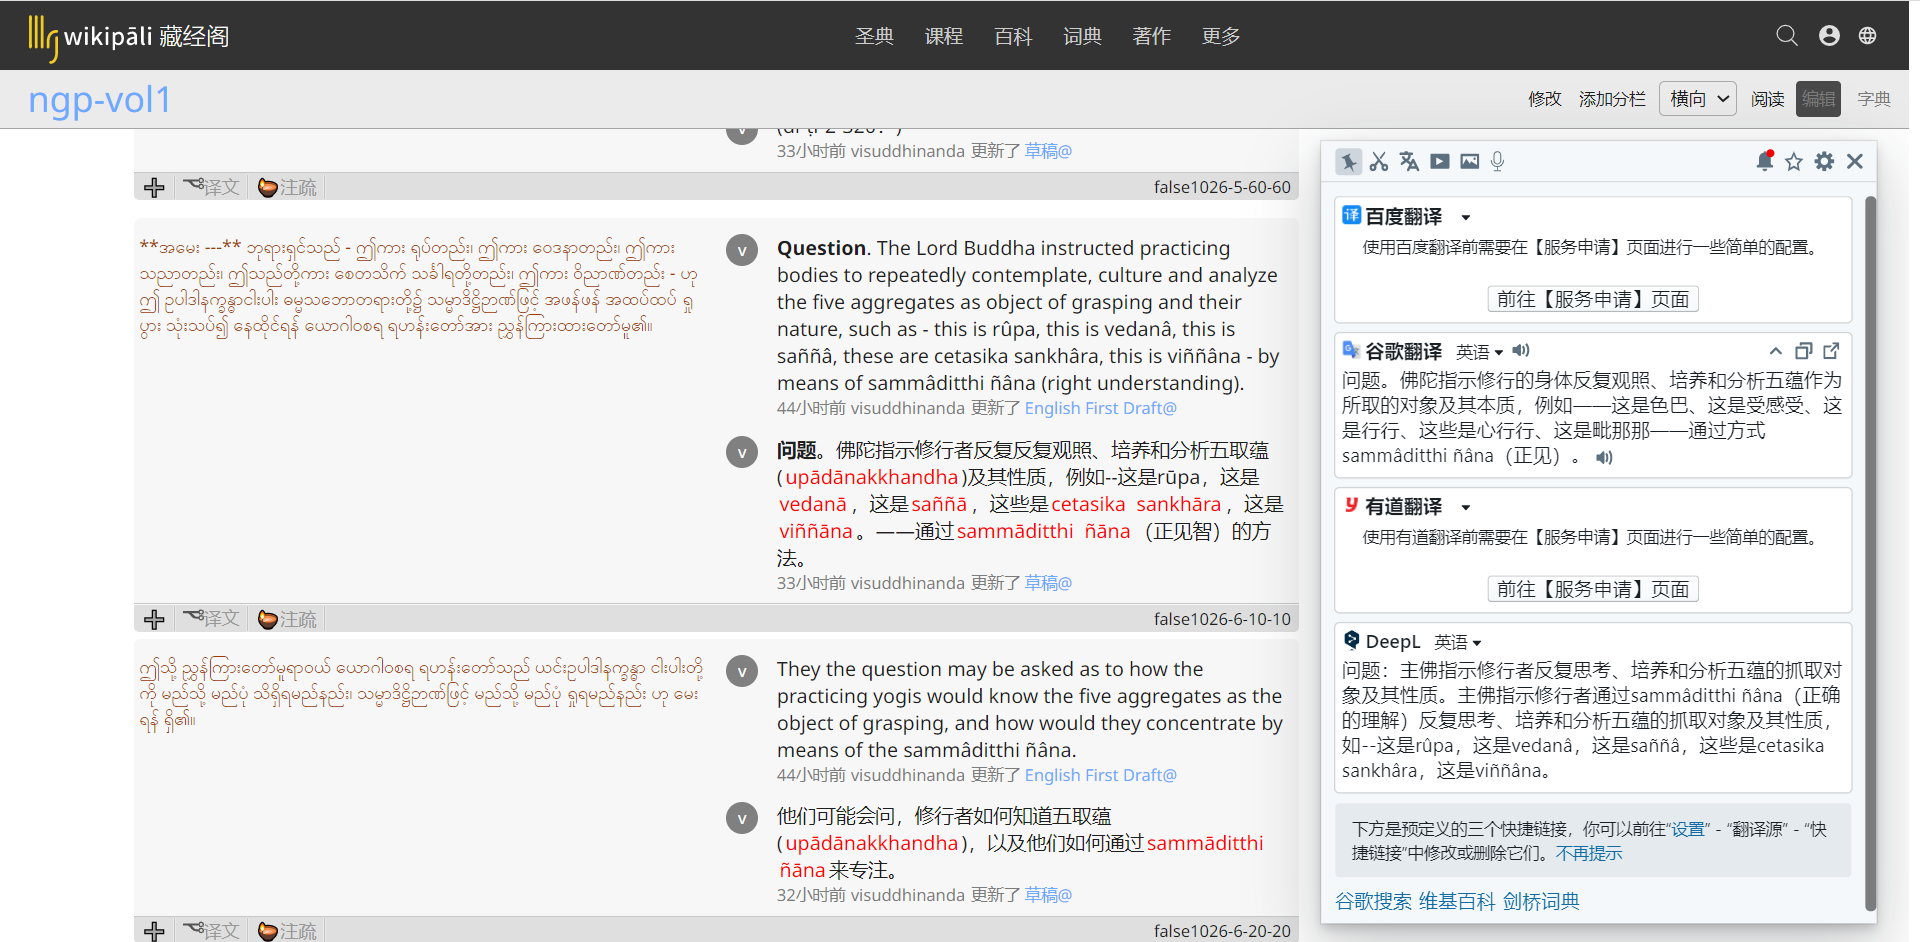 wikipāli 藏经阁
圣典 课程 百科 词典 著作 更多
ngp-vol1
修改 添加分栏 横向 阅读 编辑 字典
33小时前 visuddhinanda 更新了 草稿@
译文 注疏 false1026-5-60-60
**အမေး ---** ဘုရားရှင်သည် - ဤကား ရုပ်တည်း၊ ဤကား ဝေဒနာတည်း၊ ဤကား
သညာတည်း၊ ဤသည်တို့ကား စေတသိက် သင်္ခါရတို့တည်း၊ ဤကား ဝိညာဏ်တည်း - ဟု
ဤ ဥပါဒါနက္ခန္ဓာငါးပါး ဓမ္မသဘောတရားတို့၌ သမ္မာဒိဋ္ဌိဉာဏ်ဖြင့် အဖန်ဖန် အထပ်ထပ် ရှု
ပွား သုံးသပ်၍ နေထိုင်ရန် ယောဂါဝစရ ရဟန်းတော်အား ညွှန်ကြားထားတော်မူ၏။
V
Question. The Lord Buddha instructed practicing
bodies to repeatedly contemplate, culture and analyze
the five aggregates as object of grasping and their
nature, such as - this is rûpa, this is vedanâ, this is
saññâ, these are cetasika sankhâra, this is viññâna - by
means of sammâditthi ñâna (right understanding).
44小时前 visuddhinanda 更新了 English First Draft@
V
问题。佛陀指示修行者反复反复观照、培养和分析五取蕴
(upādānakkhandha)及其性质，例如--这是rūpa，这是
vedanā，这是saññā，这些是cetasika sankhāra，这是
viññāna。——通过sammāditthi ñāna（正见智）的方
法。
33小时前 visuddhinanda 更新了 草稿@
译文 注疏 false1026-6-10-10
ဤသို့ ညွှန်ကြားတော်မူရာဝယ် ယောဂါဝစရ ရဟန်းတော်သည် ယင်းဥပါဒါနက္ခန္ဓာ ငါးပါးတို့
ကို မည်သို့ မည်ပုံ သိရှိရမည်နည်း၊ သမ္မာဒိဋ္ဌိဉာဏ်ဖြင့် မည်သို့ မည်ပုံ ရှုရမည်နည်း ဟု မေး
ရန် ရှိ၏။
V
They the question may be asked as to how the
practicing yogis would know the five aggregates as the
object of grasping, and how would they concentrate by
means of the sammâditthi ñâna.
44小时前 visuddhinanda 更新了 English First Draft@
V
他们可能会问，修行者如何知道五取蕴
(upādānakkhandha)，以及他们如何通过sammāditthi
ñāna来专注。
32小时前 visuddhinanda 更新了 草稿@
译文 注疏 false1026-6-20-20
译 百度翻译
使用百度翻译前需要在【服务申请】页面进行一些简单的配置。
前往【服务申请】页面
谷歌翻译 英语
问题。佛陀指示修行的身体反复观照、培养和分析五蕴作为
所取的对象及其本质，例如——这是色巴、这是受感受、这
是行行、这些是心行行、这是毗那那——通过方式
sammâditthi ñâna（正见）。
有道翻译
使用有道翻译前需要在【服务申请】页面进行一些简单的配置。
前往【服务申请】页面
DeepL 英语
问题：主佛指示修行者反复思考、培养和分析五蕴的抓取对
象及其性质。主佛指示修行者通过sammâditthi ñâna（正确
的理解）反复思考、培养和分析五蕴的抓取对象及其性质，
如--这是rûpa，这是vedanâ，这是saññâ，这些是cetasika
sankhâra，这是viññâna。
下方是预定义的三个快捷链接，你可以前往“设置” - “翻译源” - “快
捷链接”中修改或删除它们。不再提示
谷歌搜索 维基百科 剑桥词典